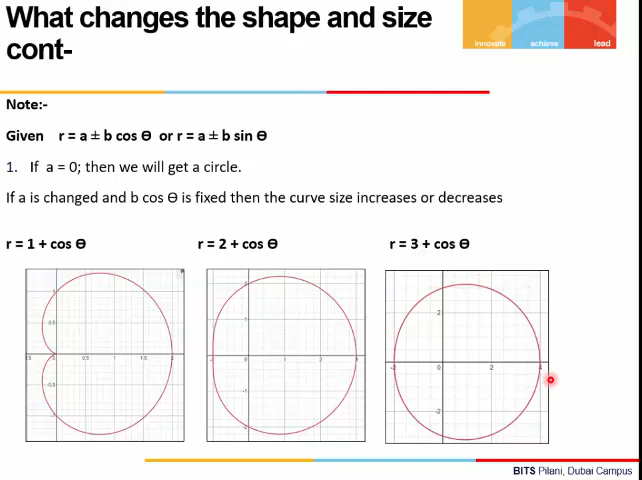 What changes the shape and size
cont-
innovate achieve lead
Note:-
Given r = a ± b cos Ɵ or r = a ± b sin Ɵ
1. If a = 0; then we will get a circle.
If a is changed and b cos Ɵ is fixed then the curve size increases or decreases
r = 1 + cos Ɵ r = 2 + cos Ɵ r = 3 + cos Ɵ
BITS Pilani, Dubai Campus